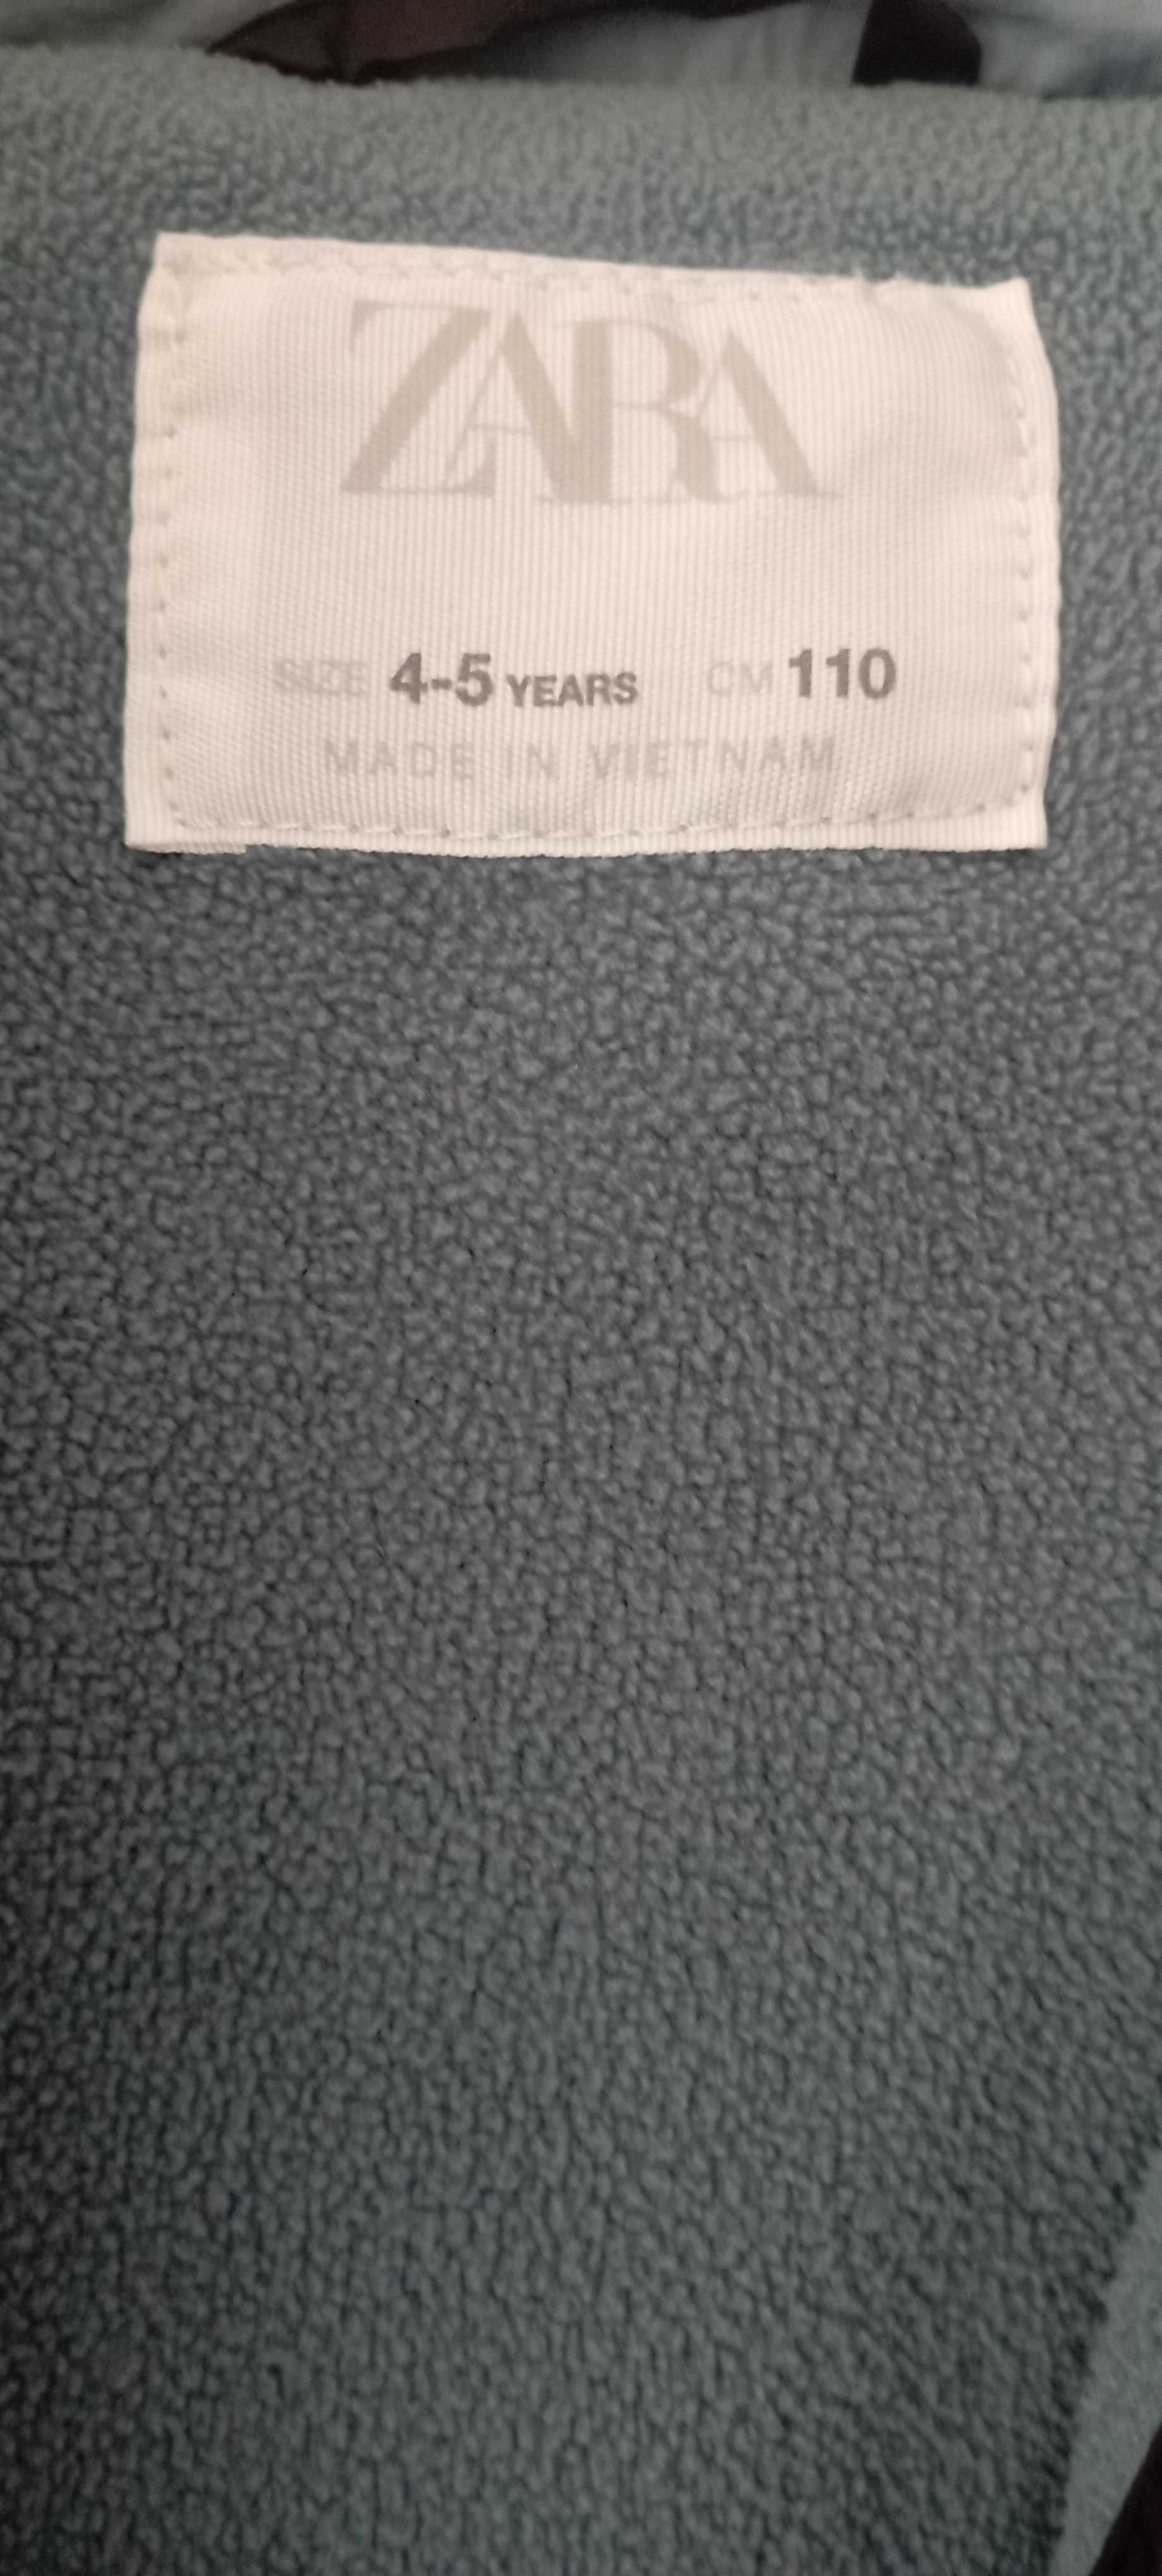 ZARA
SIZE 4-5 YEARS CM 110
MADE IN VIETNAM